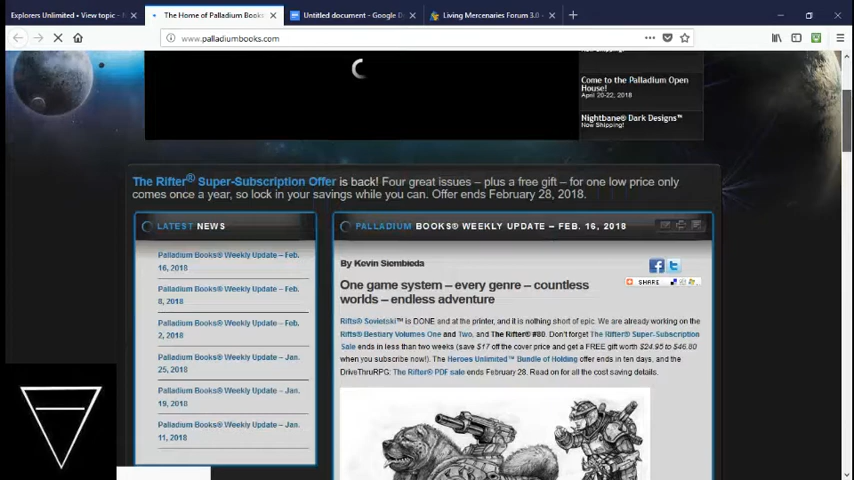 Explorers Unlimited • View topic -
The Home of Palladium Books
Untitled document - Google D
Living Mercenaries Forum 3.0 -
www.palladiumbooks.com
Come to the Palladium Open
House!
April 20-22, 2018
Nightbane® Dark Designs™
Now Shipping!
The Rifter® Super-Subscription Offer is back! Four great issues – plus a free gift – for one low price only
comes once a year, so lock in your savings while you can. Offer ends February 28, 2018.
LATEST NEWS
Palladium Books® Weekly Update – Feb.
16, 2018
Palladium Books® Weekly Update – Feb.
8, 2018
Palladium Books® Weekly Update – Feb.
2, 2018
Palladium Books® Weekly Update – Jan.
25, 2018
Palladium Books® Weekly Update – Jan.
19, 2018
Palladium Books® Weekly Update – Jan.
11, 2018
PALLADIUM BOOKS® WEEKLY UPDATE – FEB. 16, 2018
By Kevin Siembieda
SHARE
One game system – every genre – countless
worlds – endless adventure
Rifts® Sovietski™ is DONE and at the printer, and it is nothing short of epic. We are already working on the
Rifts® Bestiary Volumes One and Two, and The Rifter® #80. Don't forget The Rifter® Super-Subscription
Sale ends in less than two weeks (save $17 off the cover price and get a FREE gift worth $24.95 to $46.80
when you subscribe now!). The Heroes Unlimited™ Bundle of Holding offer ends in ten days, and the
DriveThruRPG: The Rifter® PDF sale ends February 28. Read on for all the cost saving details.